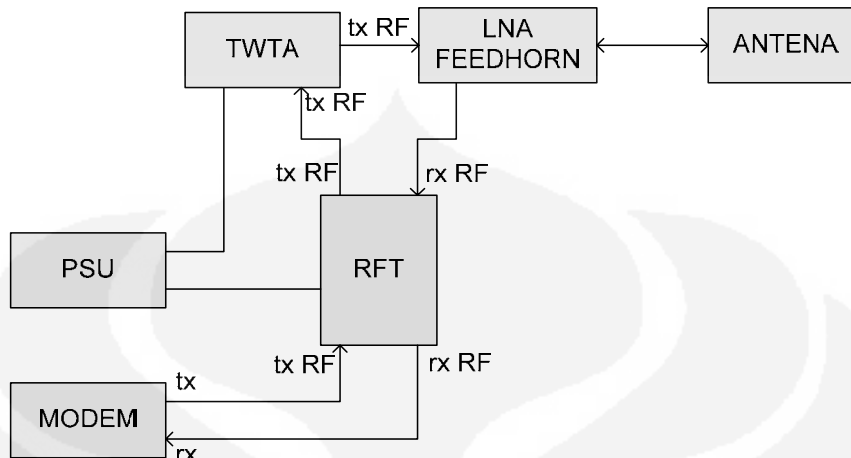 tx RF
LNA
FEEDHORN
TWTA
ANTENA
tx RF
tx RF
rx RF
PSU
RFT
tx RF
rx RF
tx
MODEM
rx